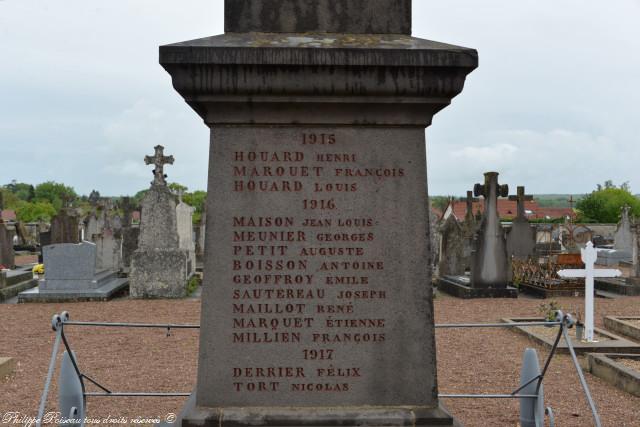 1915
HOUARD HENRI
MARQUET FRANÇOIS
HOUARD LOUIS
1916
MAISON JEAN LOUIS
MEUNIER GEORGES
PETIT AUGUSTE
BOISSON ANTOINE
GEOFFROY EMILE
SAUTEREAU JOSEPH
MAILLOT RENÉ
MARQUET ÉTIENNE
MILLIEN FRANÇOIS
1917
DERRIER FÉLIX
TORT NICOLAS
© Philippe Popelier - tous droits réservés